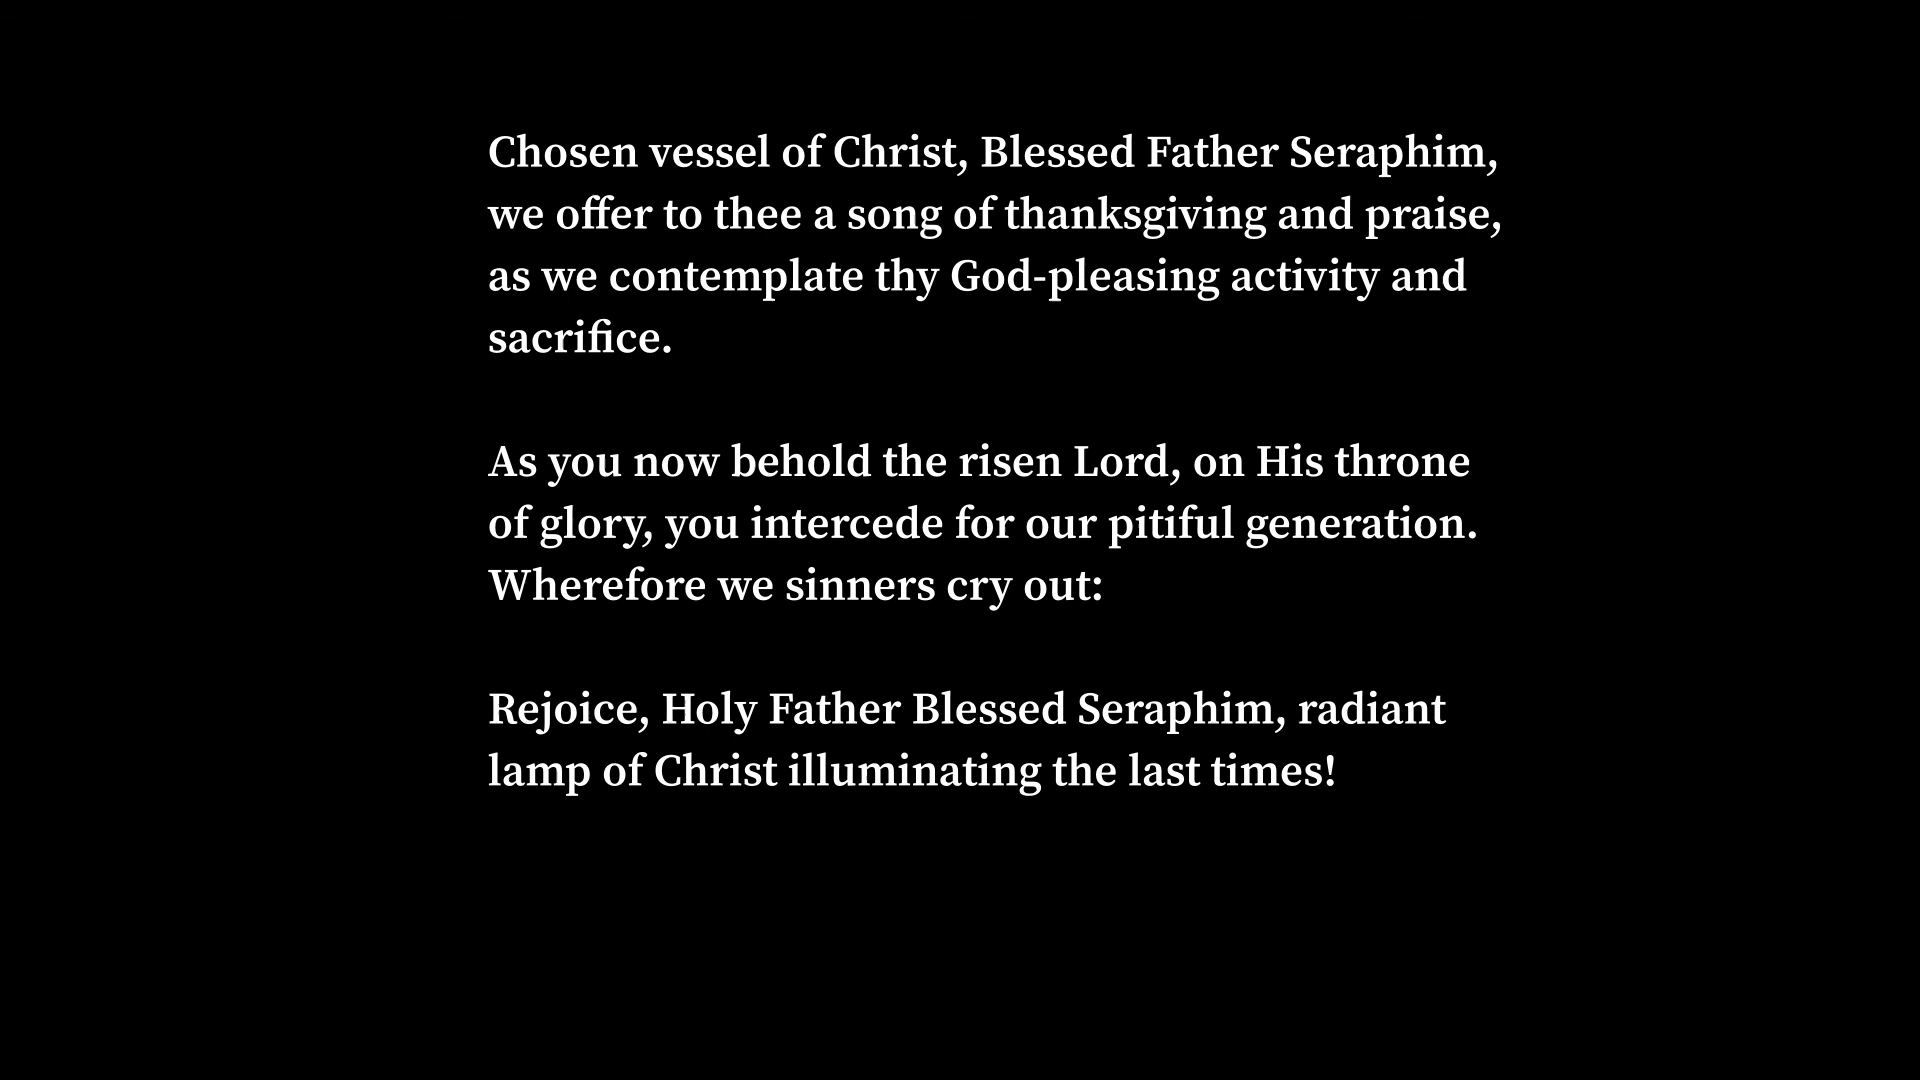 Chosen vessel of Christ, Blessed Father Seraphim,
we offer to thee a song of thanksgiving and praise,
as we contemplate thy God-pleasing activity and
sacrifice.
As you now behold the risen Lord, on His throne
of glory, you intercede for our pitiful generation.
Wherefore we sinners cry out:
Rejoice, Holy Father Blessed Seraphim, radiant
lamp of Christ illuminating the last times!